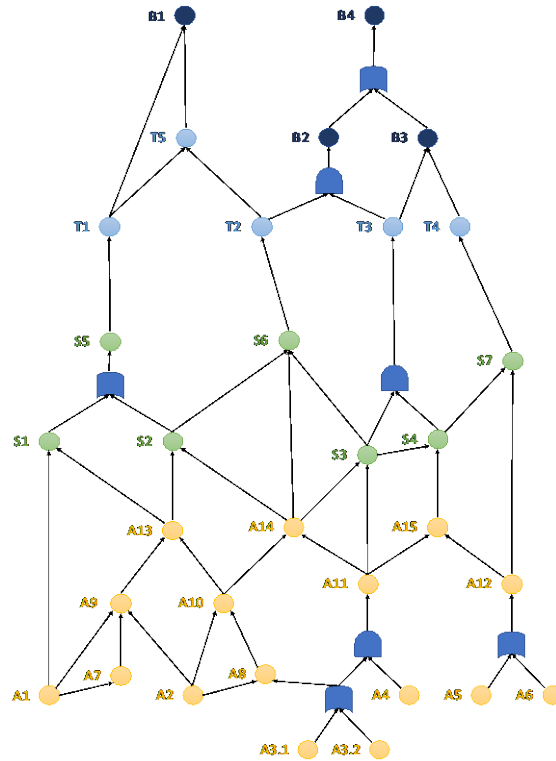 B1 B4
T5 B2 B3
T1 T2 T3 T4
S5 S6 S7
S1 S2 S3 S4
A13 A14 A15
A11 A12
A9 A10
A7 A8
A1 A2 A4 A5 A6
A3.1 A3.2